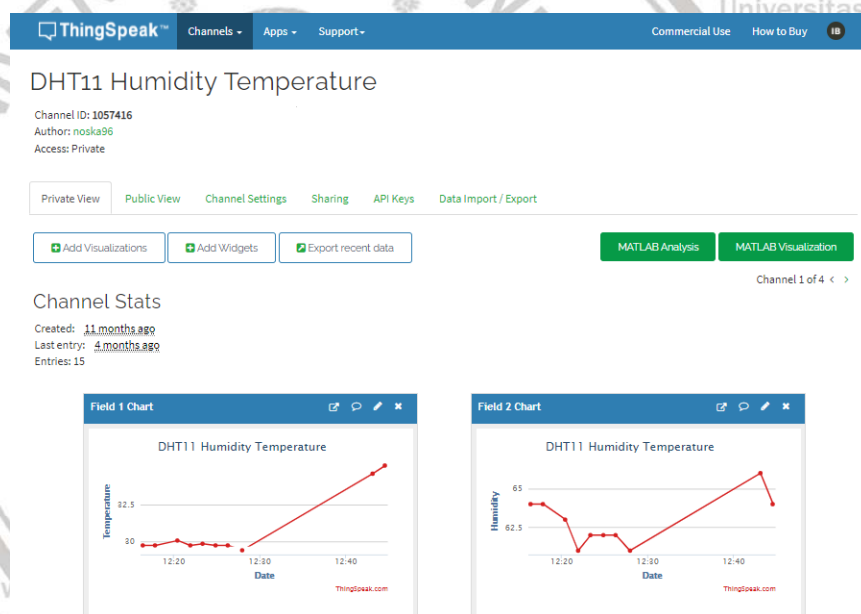 Universitas
ThingSpeak™ Channels Apps Support Commercial Use How to Buy IB
DHT11 Humidity Temperature
Channel ID: 1057416
Author: noska96
Access: Private
Private View Public View Channel Settings Sharing API Keys Data Import / Export
Add Visualizations Add Widgets Export recent data MATLAB Analysis MATLAB Visualization
Channel 1 of 4 < >
Channel Stats
Created: 11 months ago
Last entry: 4 months ago
Entries: 15
Field 1 Chart
DHT11 Humidity Temperature
Temperature
32.5
30
12:20 12:30 12:40
Date
ThingSpeak.com
Field 2 Chart
DHT11 Humidity Temperature
Humidity
65
62.5
12:20 12:30 12:40
Date
ThingSpeak.com